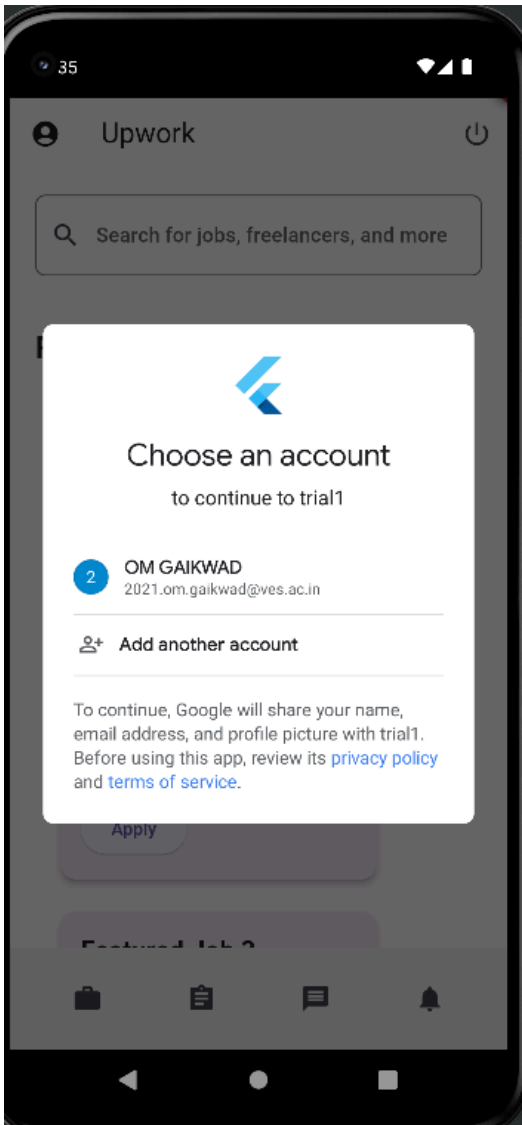 35
Upwork
Search for jobs, freelancers, and more
Choose an account
to continue to trial1
2
OM GAIKWAD
2021.om.gaikwad@ves.ac.in
Add another account
To continue, Google will share your name,
email address, and profile picture with trial1.
Before using this app, review its privacy policy
and terms of service.
Apply
Featured Job 2